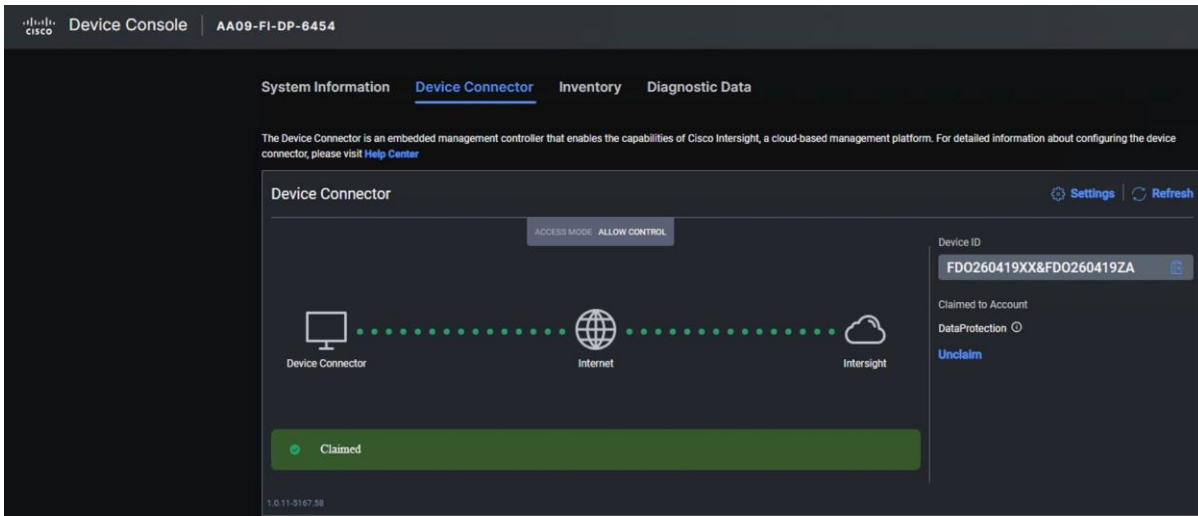 CISCO Device Console AA09-FI-DP-6454
System Information Device Connector Inventory Diagnostic Data
The Device Connector is an embedded management controller that enables the capabilities of Cisco Intersight, a cloud-based management platform. For detailed information about configuring the device
connector, please visit Help Center
Device Connector
Settings Refresh
ACCESS MODE ALLOW CONTROL
Device ID
FDO260419XX&FDO260419ZA
Claimed to Account
DataProtection
Unclaim
Device Connector Internet Intersight
Claimed
1.0.11-5167.58